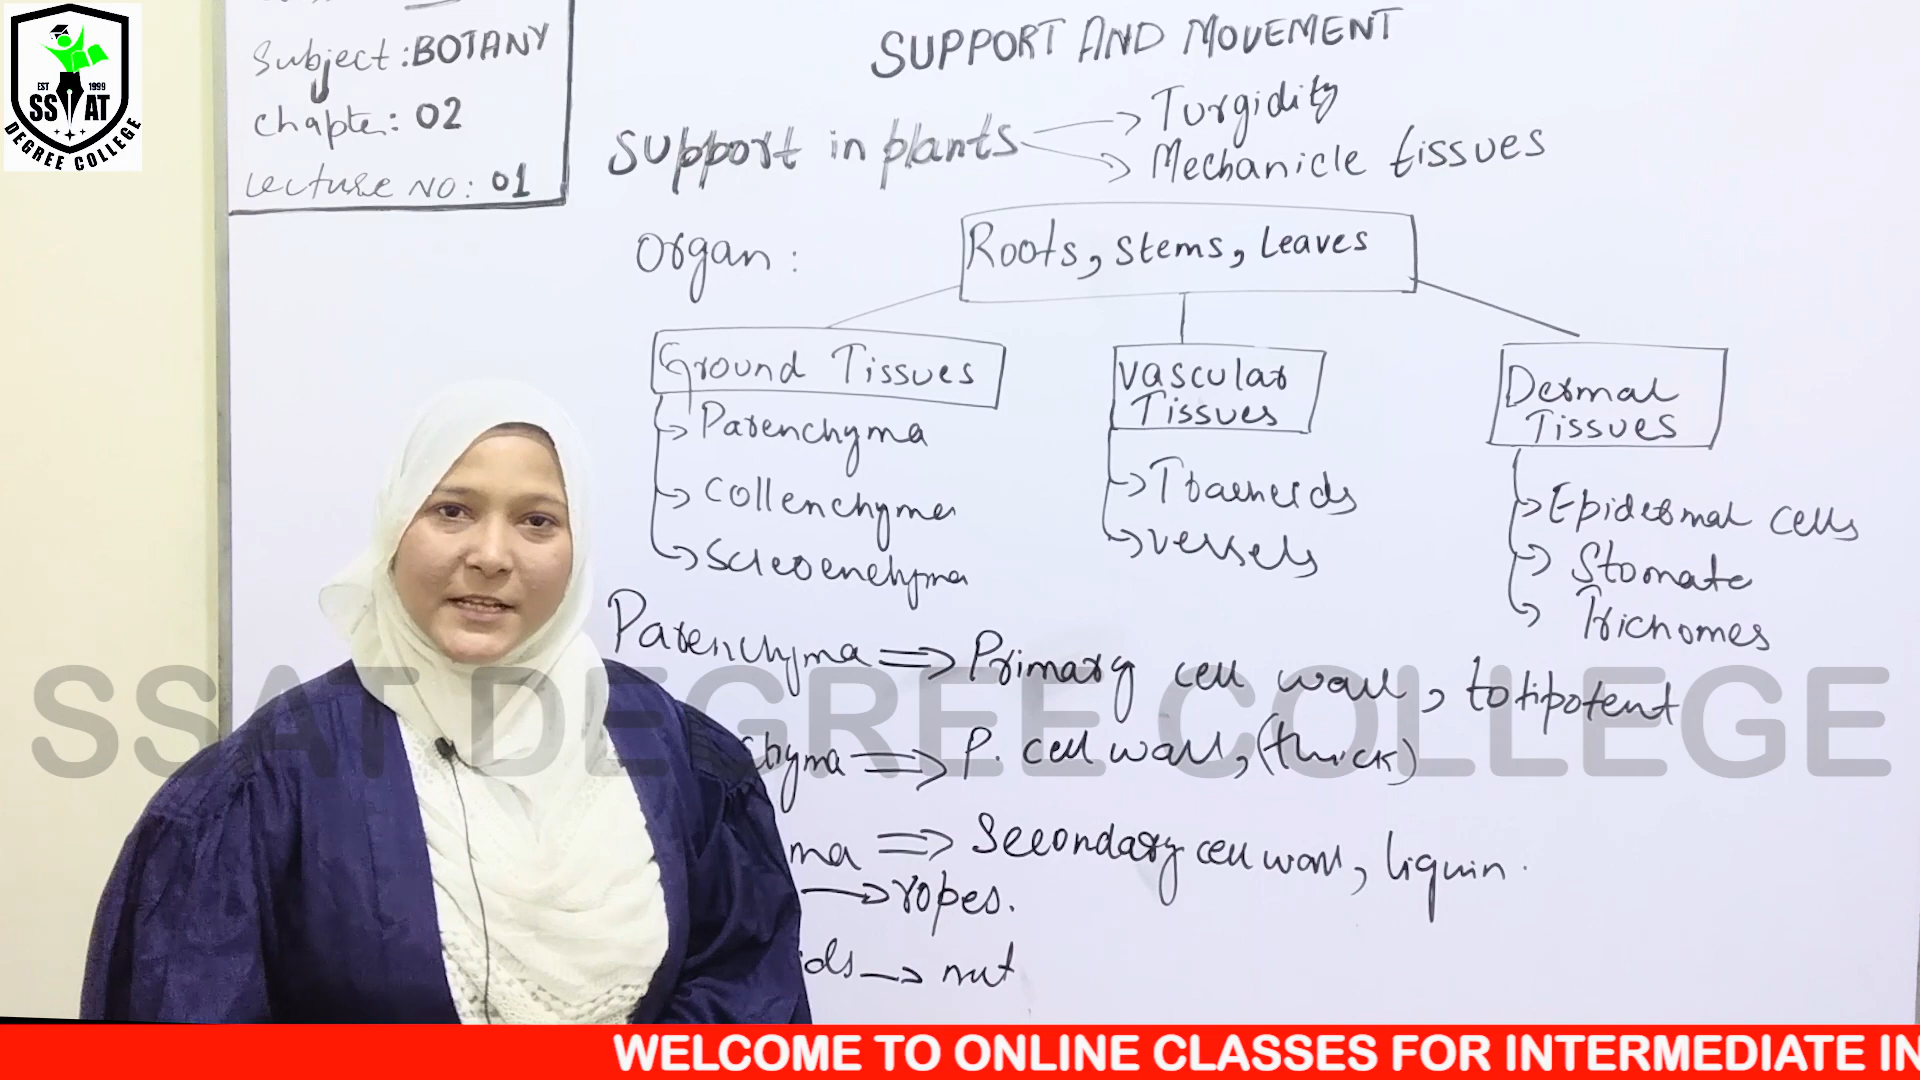 EST 1999
SSAT
DEGREE COLLEGE
Subject: BOTANY
Chapter: 02
Lecture NO: 01
SUPPORT AND MOVEMENT
Support in plants
Turgidity
Mechanicle tissues
Organ:
Roots, Stems, Leaves
Ground Tissues
Parenchyma
Collenchyma
Sclerenchyma
Vascular
Tissues
Tracheids
Vessels
Dermal
Tissues
Epidermal cells
Stomate
Trichomes
Parenchyma ⇒ Primary cell wall, totipotent
chyma ⇒ P. cell wall, (thick)
ma ⇒ Secondary cell wall, liquin.
→ ropes.
ds → nut
SSAT DEGREE COLLEGE
WELCOME TO ONLINE CLASSES FOR INTERMEDIATE IN